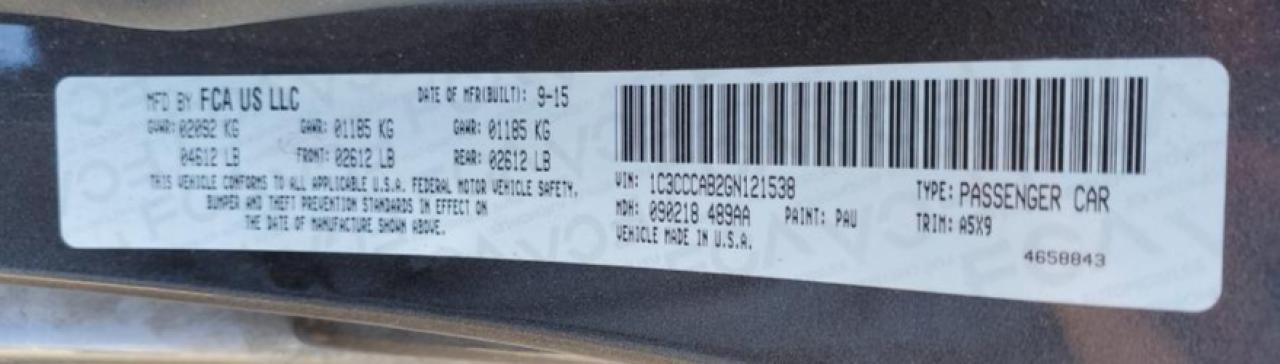 MFD BY FCA US LLC DATE OF MFR(BUILT): 9-15
GVWR: 02092 KG GAWR: 01185 KG GAWR: 01185 KG
04612 LB FRONT: 02612 LB REAR: 02612 LB
THIS VEHICLE CONFORMS TO ALL APPLICABLE U.S.A. FEDERAL MOTOR VEHICLE SAFETY,
BUMPER AND THEFT PREVENTION STANDARDS IN EFFECT ON
THE DATE OF MANUFACTURE SHOWN ABOVE.
VIN: 1C3CCCAB2GN121538 TYPE: PASSENGER CAR
MDH: 090218 489AA PAINT: PAU TRIM: A5X9
VEHICLE MADE IN U.S.A.
4658843